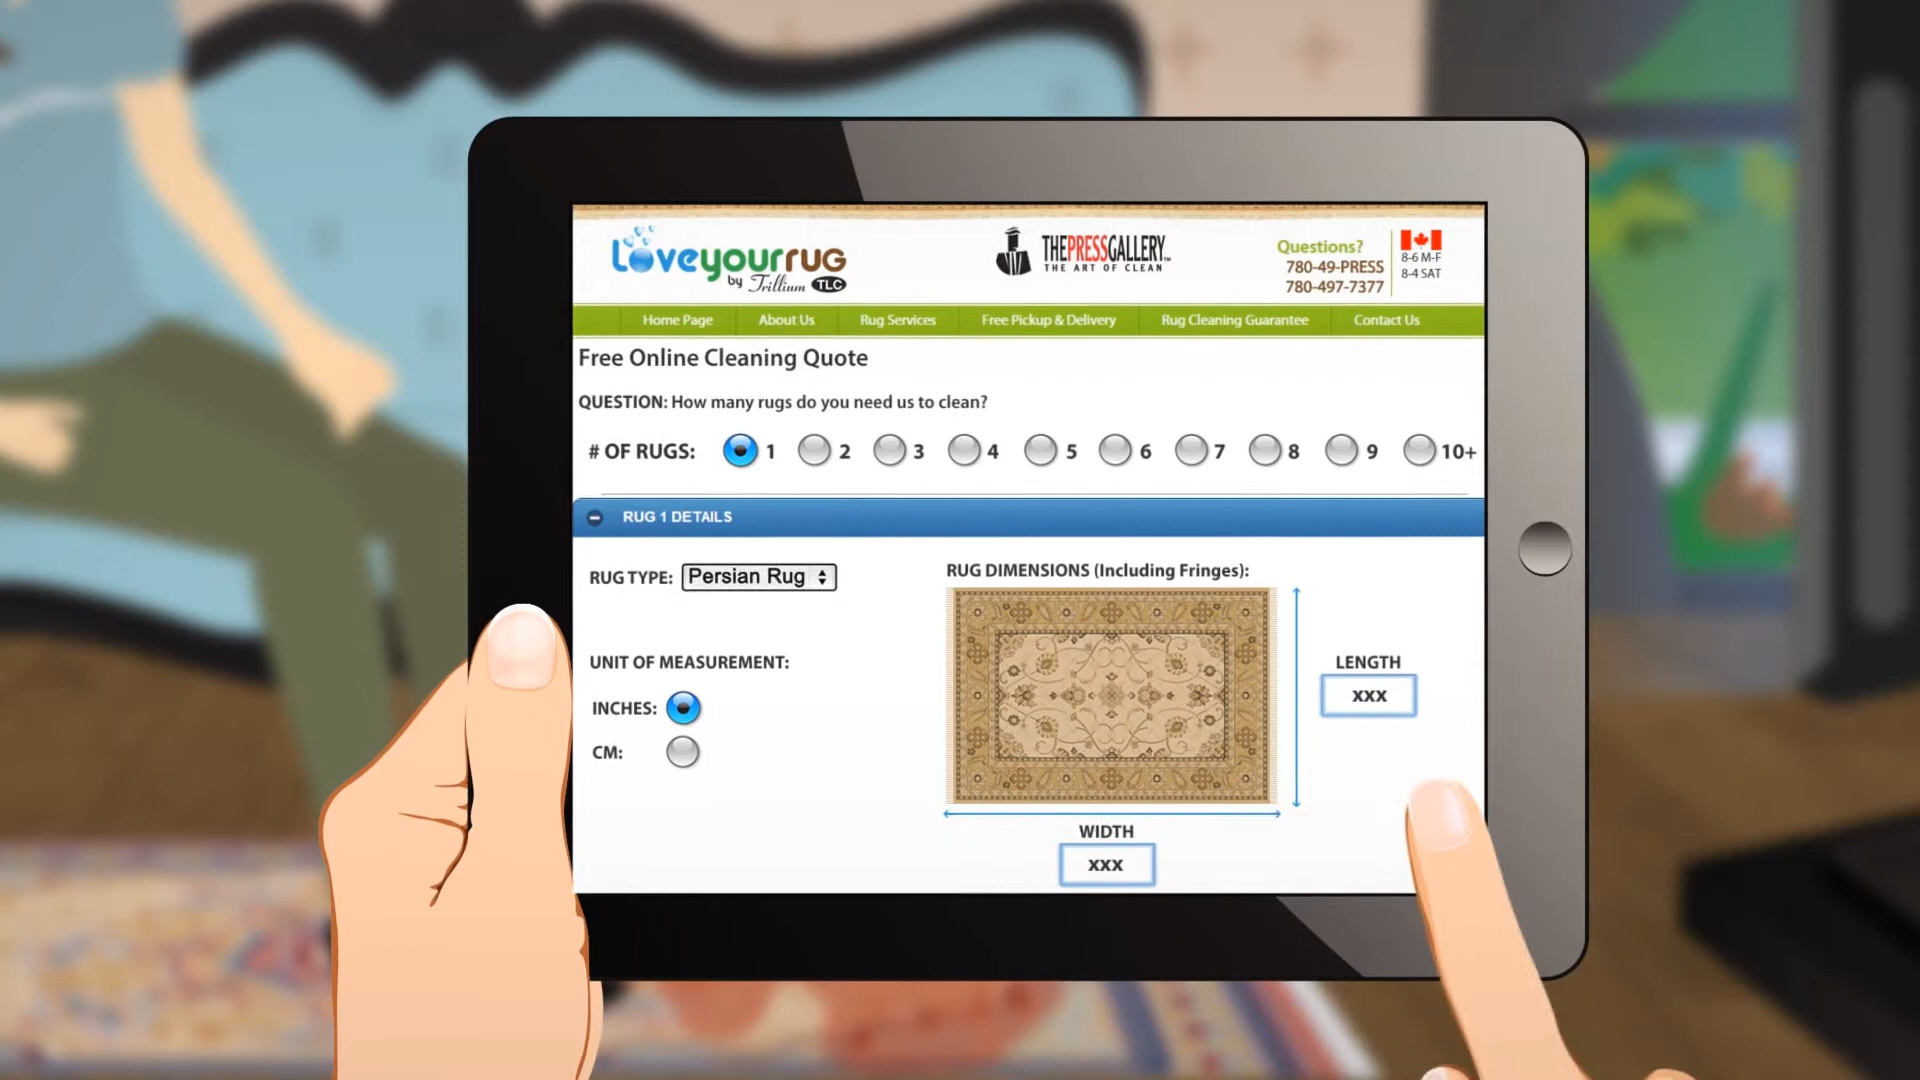 Loveyourrug
by Trillium TLC
THEPRESSGALLERY™
THE ART OF CLEAN
Questions?
780-49-PRESS
780-497-7377
8-6 M-F
8-4 SAT
Home Page
About Us
Rug Services
Free Pickup & Delivery
Rug Cleaning Guarantee
Contact Us
Free Online Cleaning Quote
QUESTION: How many rugs do you need us to clean?
# OF RUGS: 1 2 3 4 5 6 7 8 9 10+
RUG 1 DETAILS
RUG TYPE: Persian Rug
RUG DIMENSIONS (Including Fringes):
UNIT OF MEASUREMENT:
INCHES:
CM:
LENGTH
xxx
WIDTH
xxx